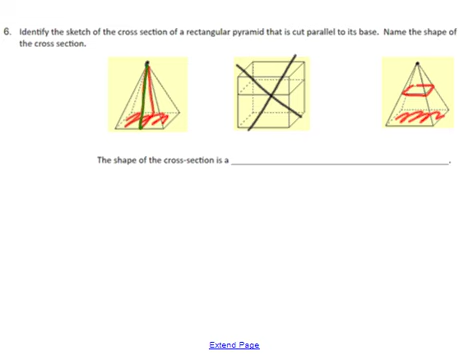 6. Identify the sketch of the cross section of a rectangular pyramid that is cut parallel to its base. Name the shape of
the cross section.
The shape of the cross-section is a ________________________________________.
Extend Page